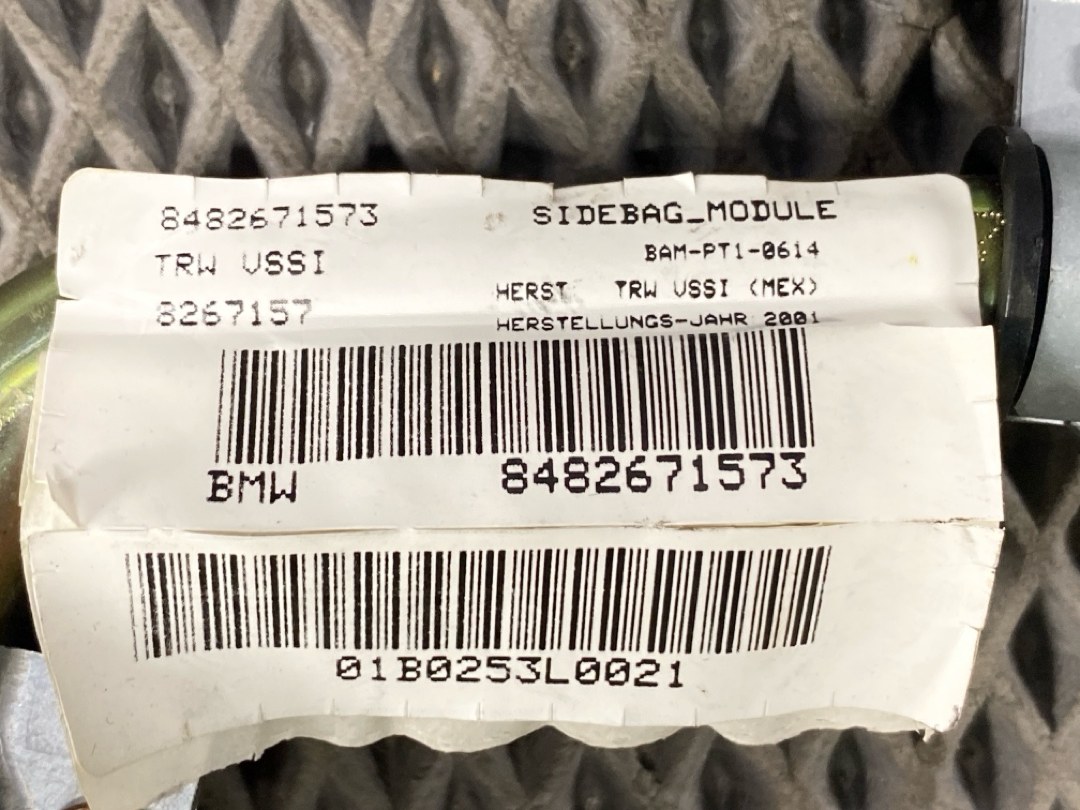 8482671573
SIDEBAG_MODULE
TRW VSSI
BAM-PT1-0614
8267157
HERST. TRW VSSI (MEX)
HERSTELLUNGS-JAHR 2001
BMW 8482671573
01B0253L0021